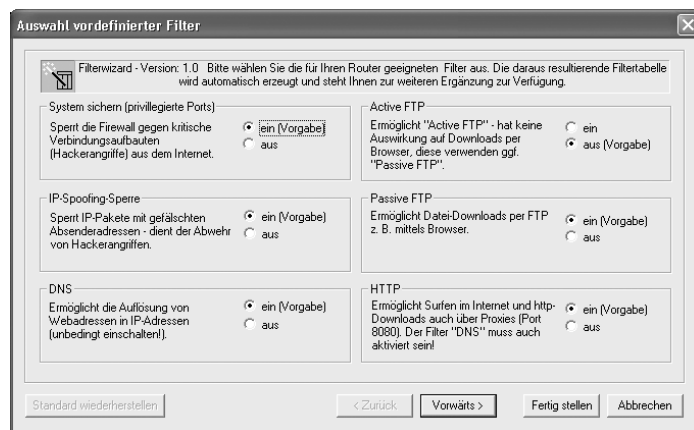 Auswahl vordefinierter Filter
Filterwizard - Version: 1.0 Bitte wählen Sie die für Ihren Router geeigneten Filter aus. Die daraus resultierende Filtertabelle
wird automatisch erzeugt und steht Ihnen zur weiteren Ergänzung zur Verfügung.
System sichern (privillegierte Ports)
Sperrt die Firewall gegen kritische
Verbindungsaufbauten
(Hackerangriffe) aus dem Internet.
ein (Vorgabe)
aus
Active FTP
Ermöglicht "Active FTP" - hat keine
Auswirkung auf Downloads per
Browser, diese verwenden ggf.
"Passive FTP".
ein
aus (Vorgabe)
IP-Spoofing-Sperre
Sperrt IP-Pakete mit gefälschten
Absenderadressen - dient der Abwehr
von Hackerangriffen.
ein (Vorgabe)
aus
Passive FTP
Ermöglicht Datei-Downloads per FTP
z. B. mittels Browser.
ein (Vorgabe)
aus
DNS
Ermöglicht die Auflösung von
Webadressen in IP-Adressen
(unbedingt einschalten!).
ein (Vorgabe)
aus
HTTP
Ermöglicht Surfen im Internet und http-
Downloads auch über Proxies (Port
8080). Der Filter "DNS" muss auch
aktiviert sein!
ein (Vorgabe)
aus
Standard wiederherstellen
< Zurück
Vorwärts >
Fertig stellen
Abbrechen